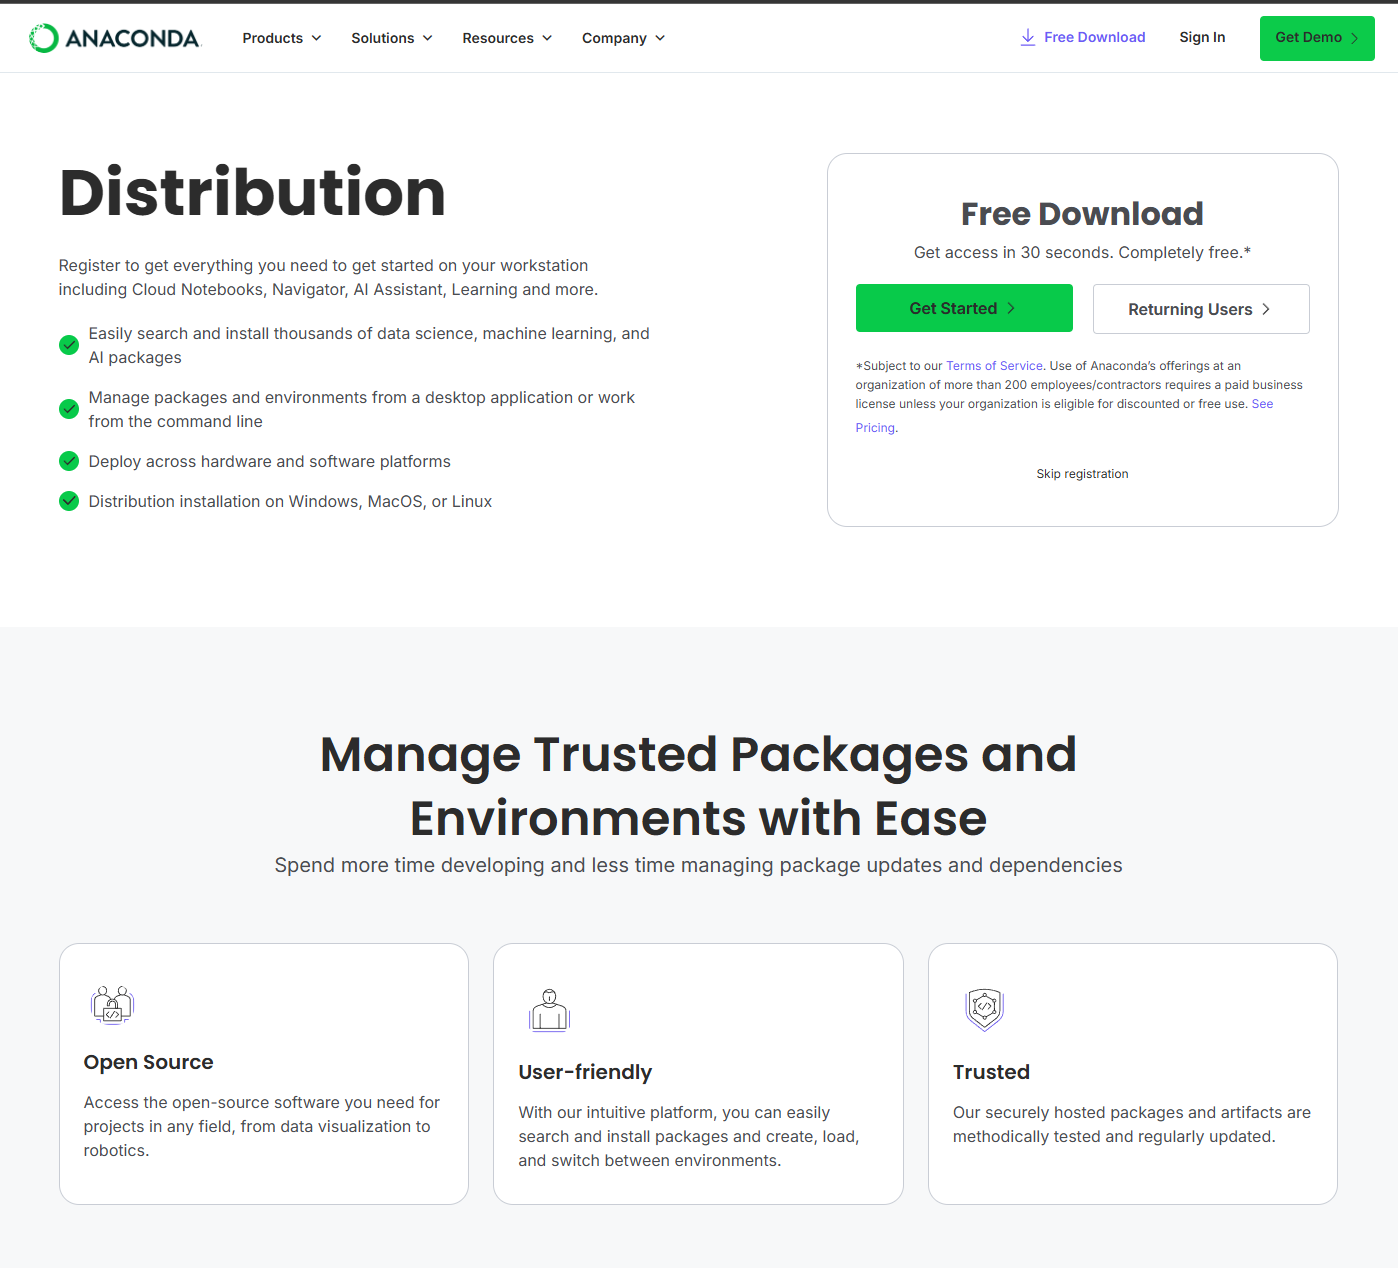 ANACONDA
Products
Solutions
Resources
Company
Free Download
Sign In
Get Demo
Distribution
Register to get everything you need to get started on your workstation
including Cloud Notebooks, Navigator, AI Assistant, Learning and more.
Easily search and install thousands of data science, machine learning, and
AI packages
Manage packages and environments from a desktop application or work
from the command line
Deploy across hardware and software platforms
Distribution installation on Windows, MacOS, or Linux
Free Download
Get access in 30 seconds. Completely free.*
Get Started
Returning Users
*Subject to our Terms of Service. Use of Anaconda’s offerings at an
organization of more than 200 employees/contractors requires a paid business
license unless your organization is eligible for discounted or free use. See
Pricing.
Skip registration
Manage Trusted Packages and
Environments with Ease
Spend more time developing and less time managing package updates and dependencies
Open Source
Access the open-source software you need for
projects in any field, from data visualization to
robotics.
User-friendly
With our intuitive platform, you can easily
search and install packages and create, load,
and switch between environments.
Trusted
Our securely hosted packages and artifacts are
methodically tested and regularly updated.